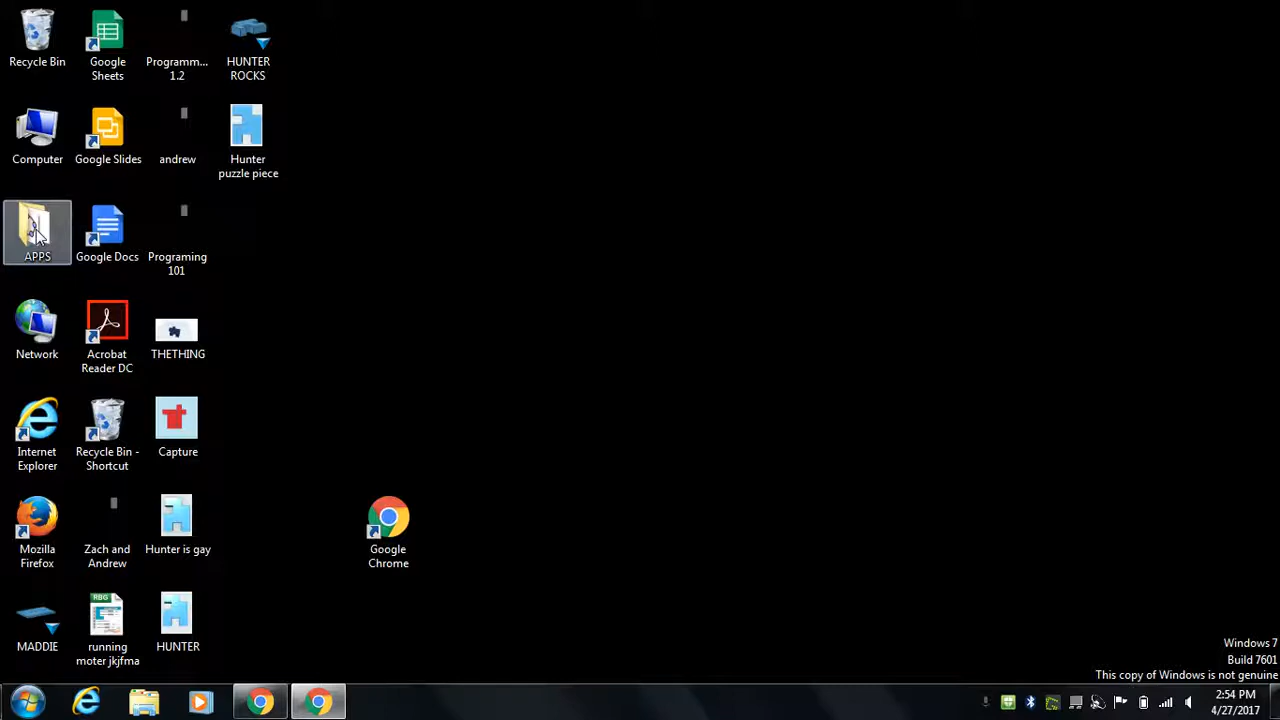 Recycle Bin
Google
Sheets
Programm...
1.2
HUNTER
ROCKS
Computer
Google Slides
andrew
Hunter
puzzle piece
APPS
Google Docs
Programing
101
Network
Acrobat
Reader DC
THETHING
Internet
Explorer
Recycle Bin -
Shortcut
Capture
Mozilla
Firefox
Zach and
Andrew
Hunter is gay
Google
Chrome
MADDIE
RBG
running
moter jkjfma
HUNTER
Windows 7
Build 7601
This copy of Windows is not genuine
2:54 PM
4/27/2017